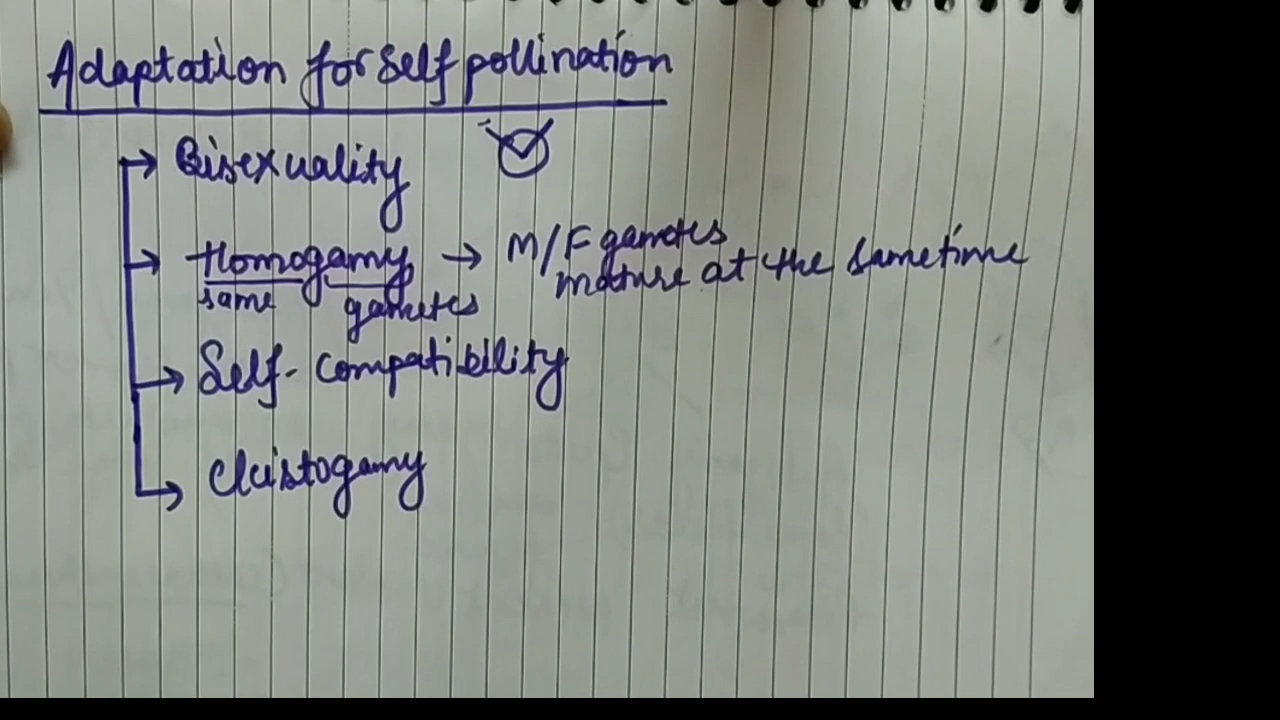 Adaptation for Self pollination
Bisexuality
Homogamy → M/F gametes
mature at the same time
same gametes
Self-compatibility
Cleistogamy